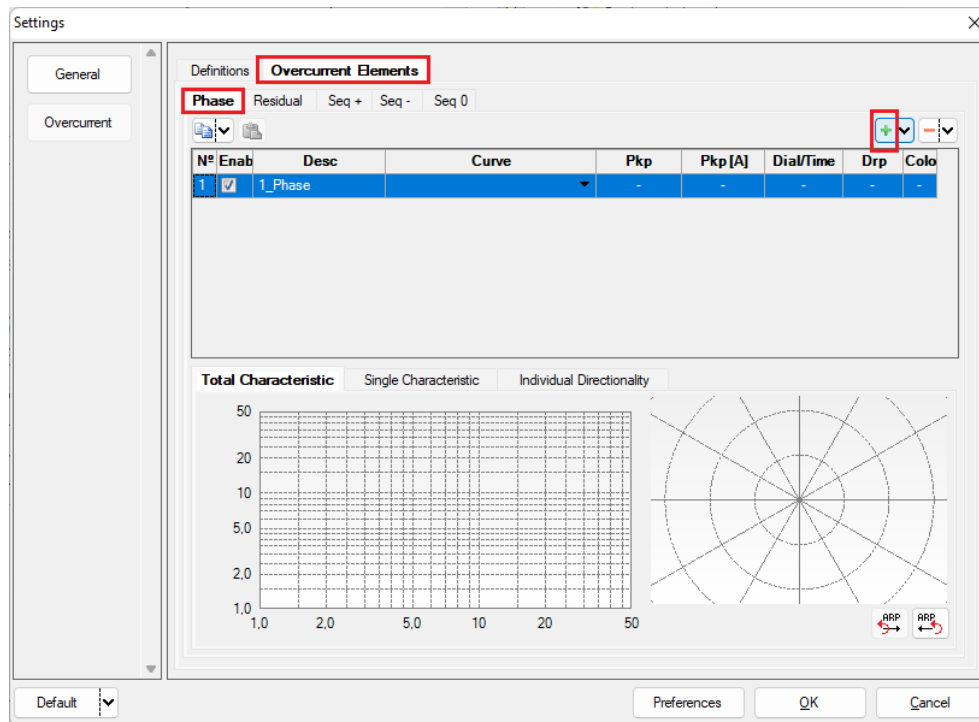 Settings
General
Overcurrent
Definitions Overcurrent Elements
Phase Residual Seq + Seq - Seq 0
Nº Enab Desc Curve Pkp Pkp [A] Dial/Time Drp Colo
1 1_Phase - - - - -
Total Characteristic Single Characteristic Individual Directionality
50
20
10
5,0
2,0
1,0
1,0 2,0 5,0 10 20 50
ARP ARP
Default Preferences OK Cancel